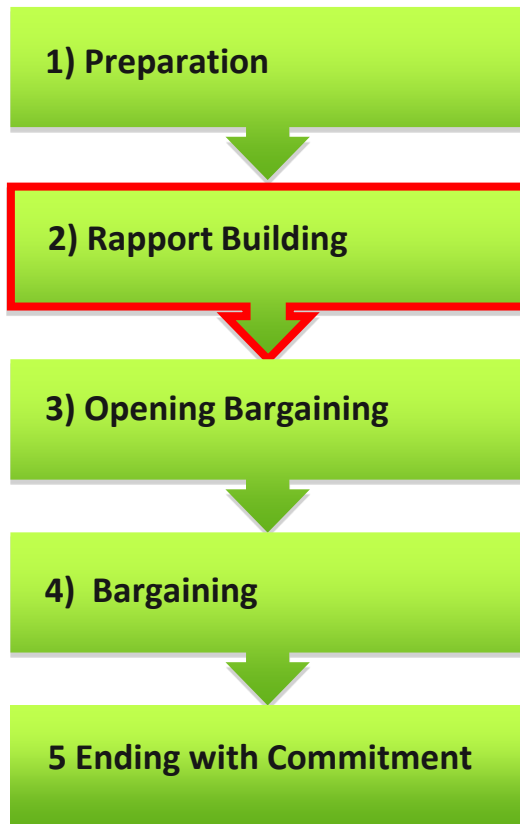 1) Preparation
2) Rapport Building
3) Opening Bargaining
4) Bargaining
5 Ending with Commitment